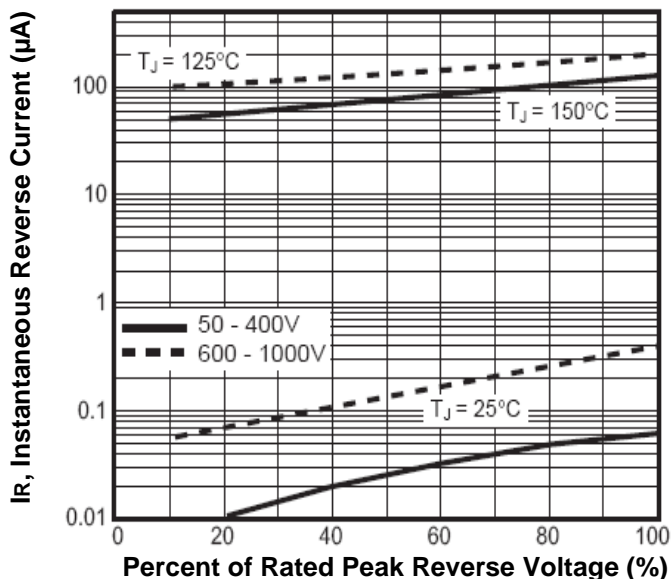 IR, Instantaneous Reverse Current (µA)
100
10
1
0.1
0.01
TJ = 125°C
TJ = 150°C
50 - 400V
600 - 1000V
TJ = 25°C
0 20 40 60 80 100
Percent of Rated Peak Reverse Voltage (%)